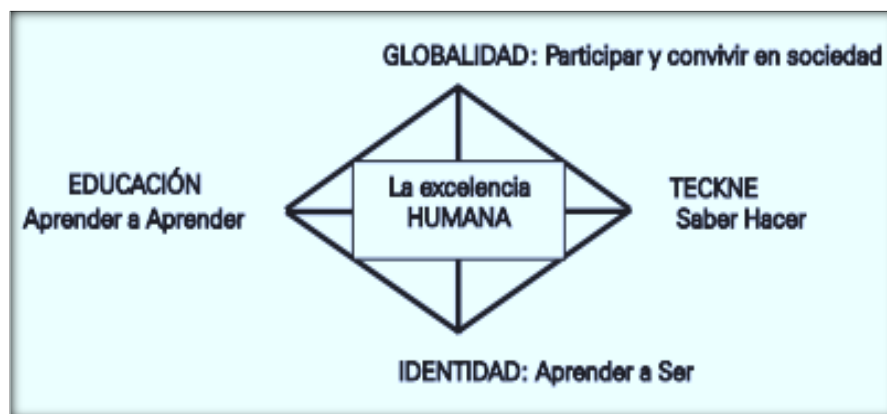 GLOBALIDAD: Participar y convivir en sociedad
EDUCACIÓN
Aprender a Aprender
La excelencia
HUMANA
TECKNE
Saber Hacer
IDENTIDAD: Aprender a Ser